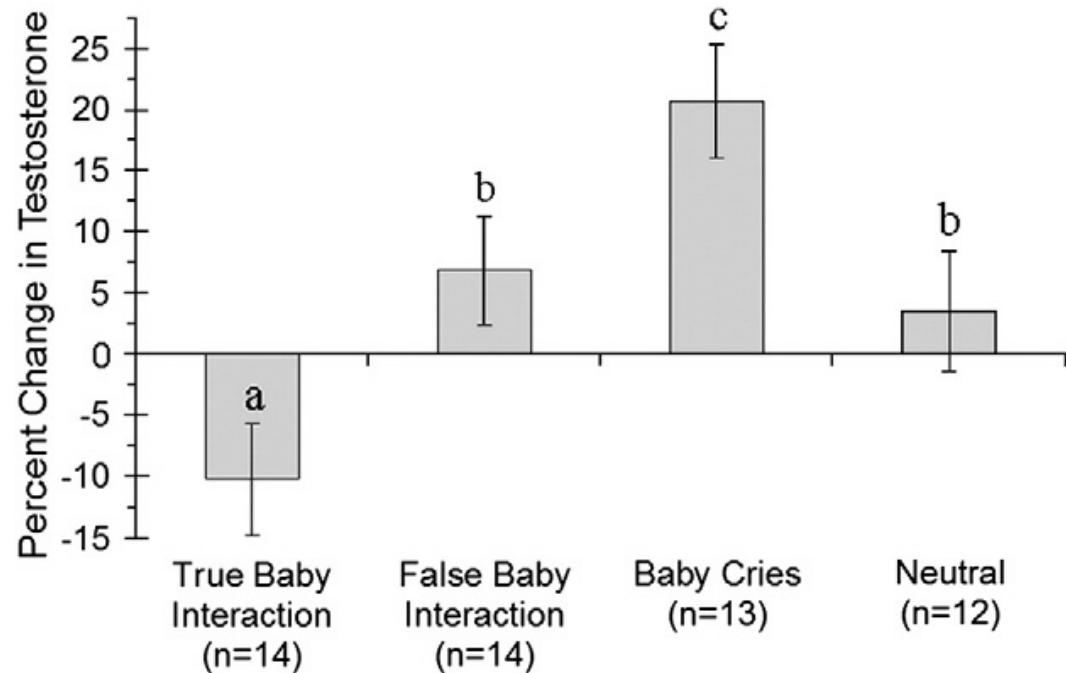 Percent Change in Testosterone
25
20
15
10
5
0
-5
-10
-15
a
b
c
b
True Baby
Interaction
(n=14)
False Baby
Interaction
(n=14)
Baby Cries
(n=13)
Neutral
(n=12)